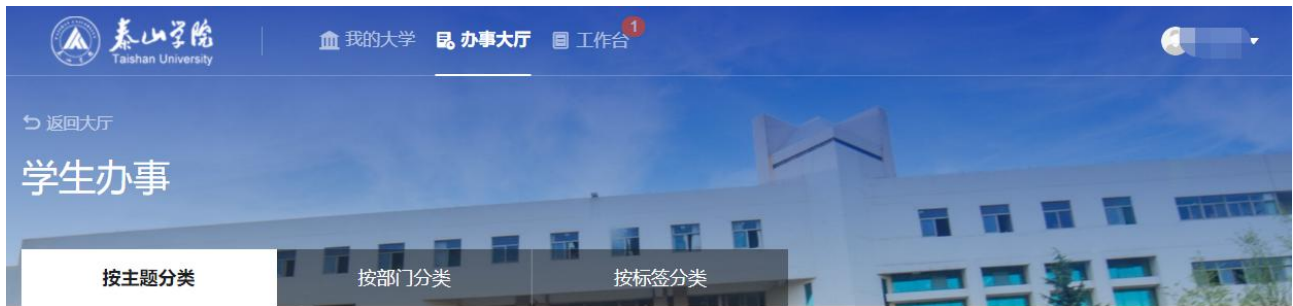 泰山学院
Taishan University
我的大学
办事大厅
工作台
1
返回大厅
学生办事
按主题分类
按部门分类
按标签分类